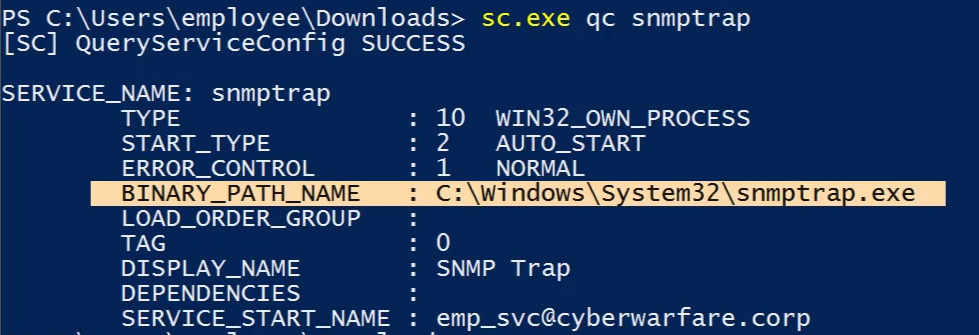 PS C:\Users\employee\Downloads> sc.exe qc snmptrap
[SC] QueryServiceConfig SUCCESS
SERVICE_NAME: snmptrap
TYPE : 10 WIN32_OWN_PROCESS
START_TYPE : 2 AUTO_START
ERROR_CONTROL : 1 NORMAL
BINARY_PATH_NAME : C:\Windows\System32\snmptrap.exe
LOAD_ORDER_GROUP :
TAG : 0
DISPLAY_NAME : SNMP Trap
DEPENDENCIES :
SERVICE_START_NAME : emp_svc@cyberwarfare.corp